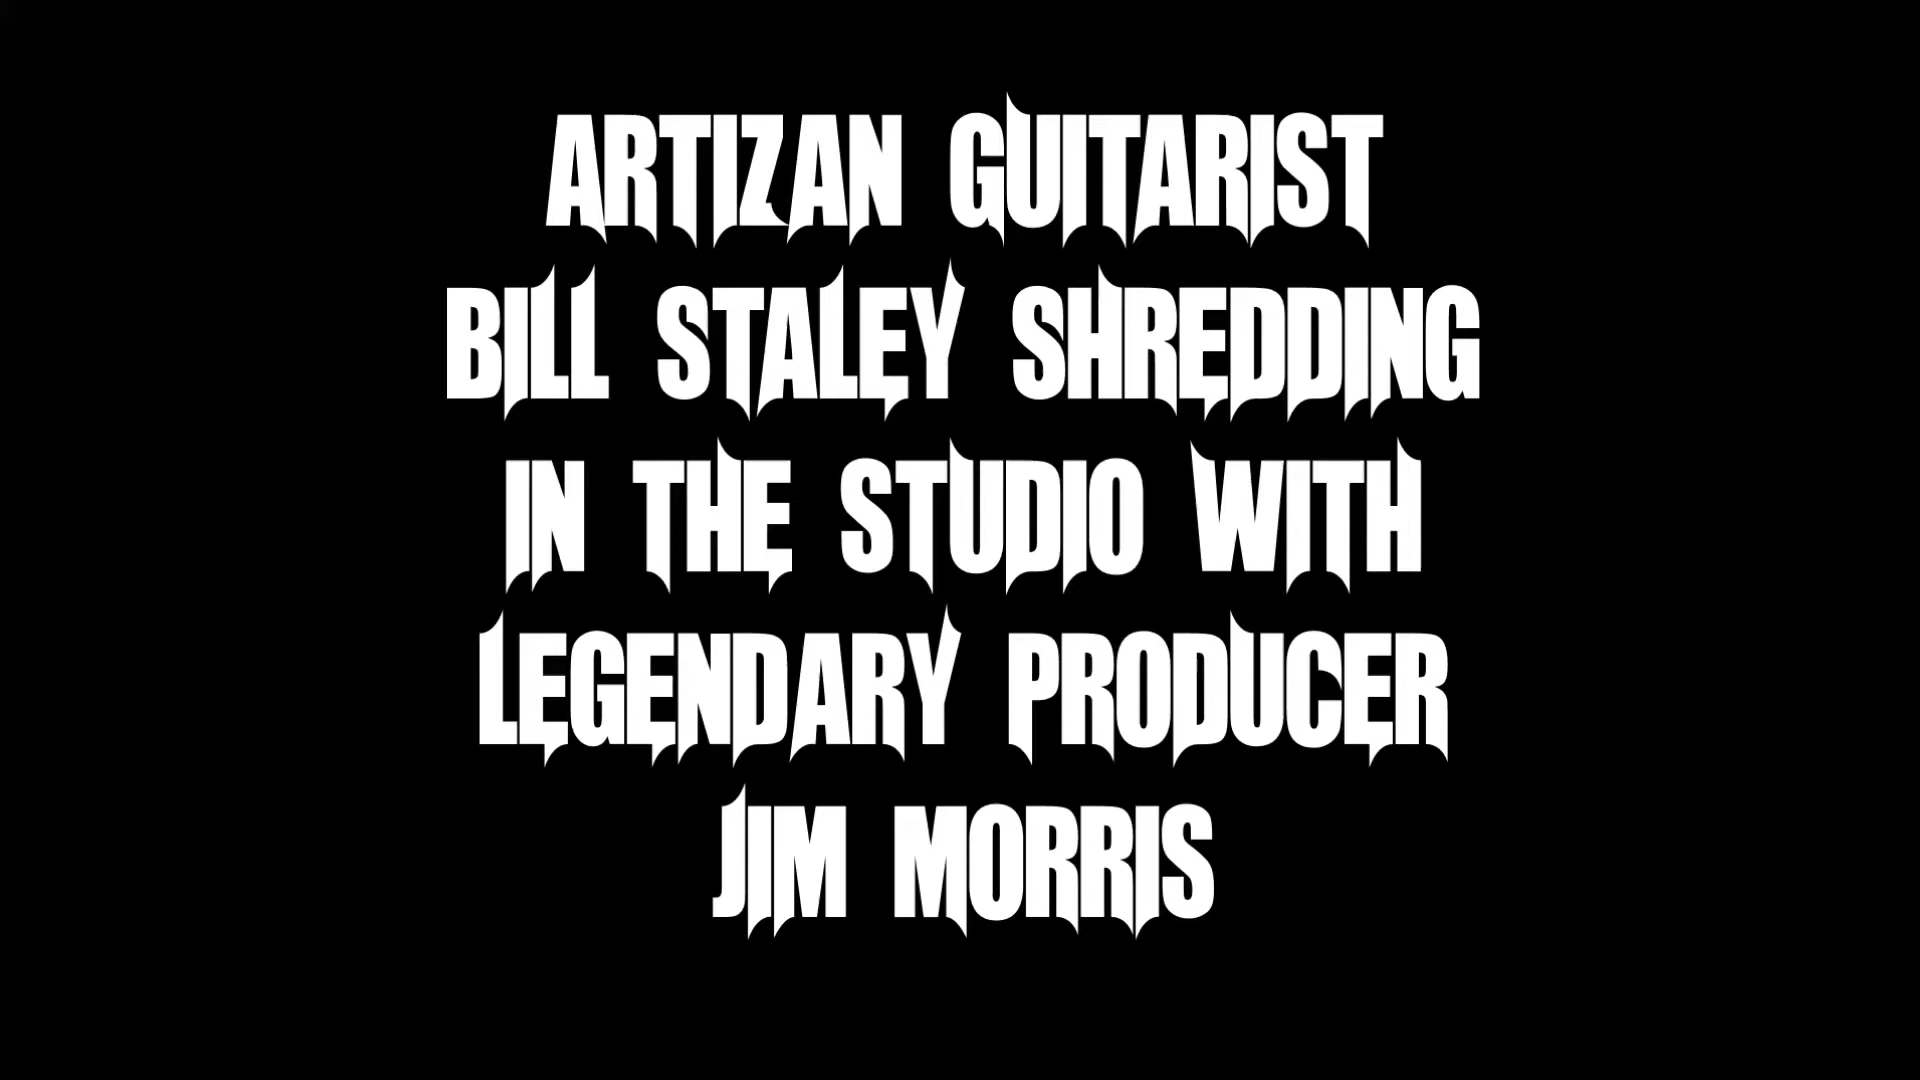 ARTIZAN GUITARIST
BILL STALEY SHREDDING
IN THE STUDIO WITH
LEGENDARY PRODUCER
JIM MORRIS